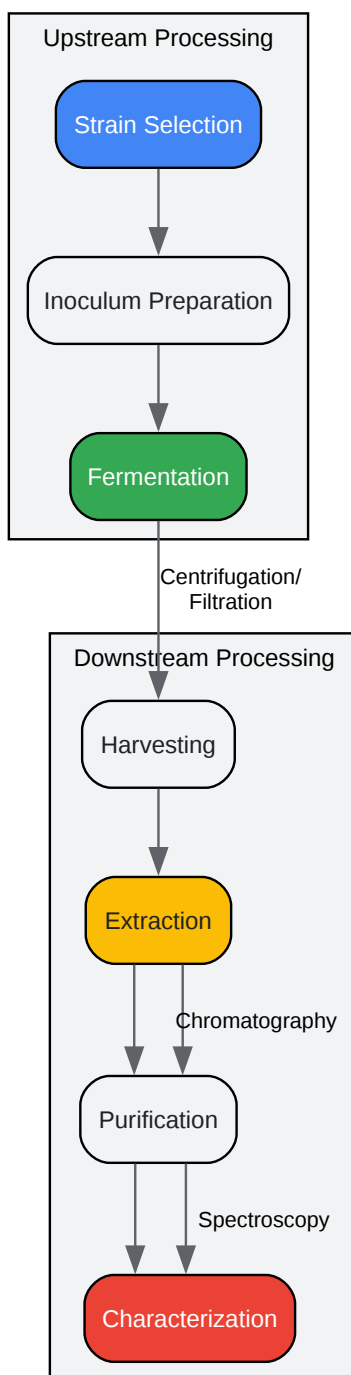 Upstream Processing
Strain Selection
Inoculum Preparation
Fermentation
Centrifugation/
Filtration
Downstream Processing
Harvesting
Extraction
Chromatography
Purification
Spectroscopy
Characterization